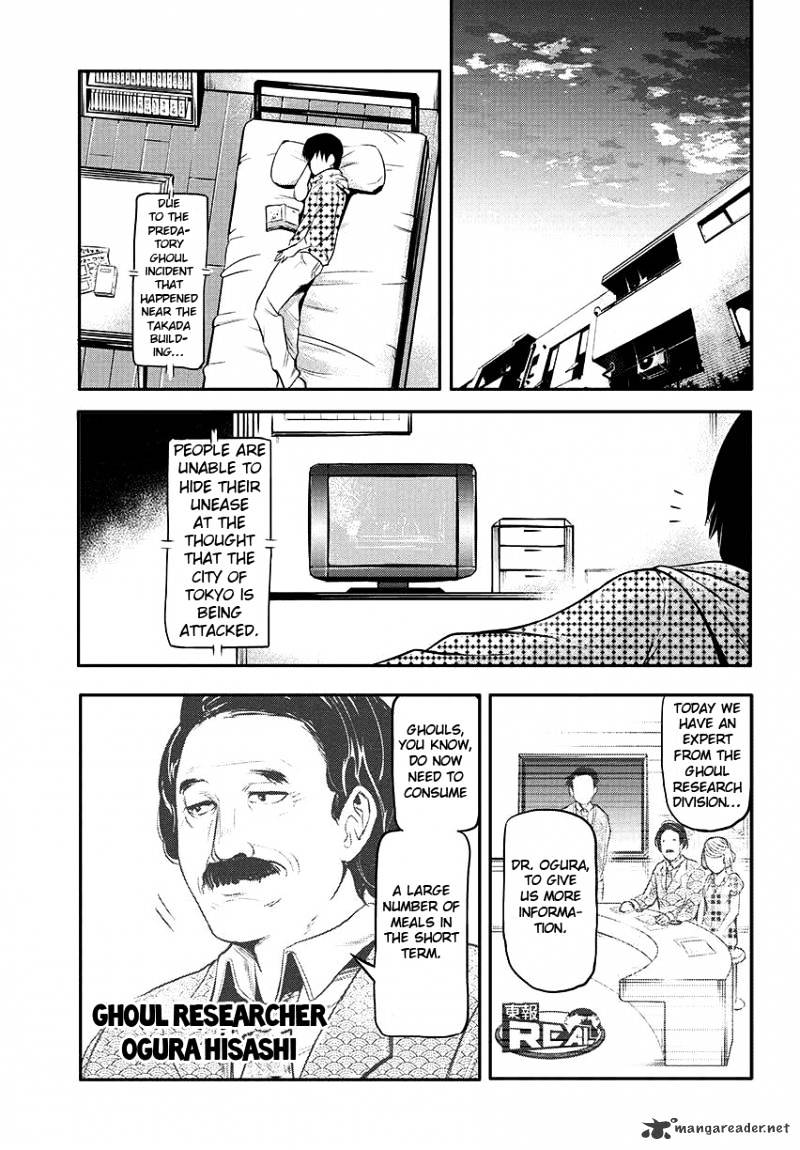 DUE
TO THE
PREDA-
TORY
GHOUL
INCIDENT
THAT
HAPPENED
NEAR THE
TAKADA
BUILD-
ING...
PEOPLE ARE
UNABLE TO
HIDE THEIR
UNEASE
AT THE
THOUGHT
THAT THE
CITY OF
TOKYO IS
BEING
ATTACKED.
TODAY WE
HAVE AN
EXPERT
FROM THE
GHOUL
RESEARCH
DIVISION...
DR. OGURA,
TO GIVE
US MORE
INFORMA-
TION.
東報
REAL
GHOULS,
YOU KNOW,
DO NOW
NEED TO
CONSUME
A LARGE
NUMBER OF
MEALS IN
THE SHORT
TERM.
GHOUL RESEARCHER
OGURA HISASHI
mangareader.net